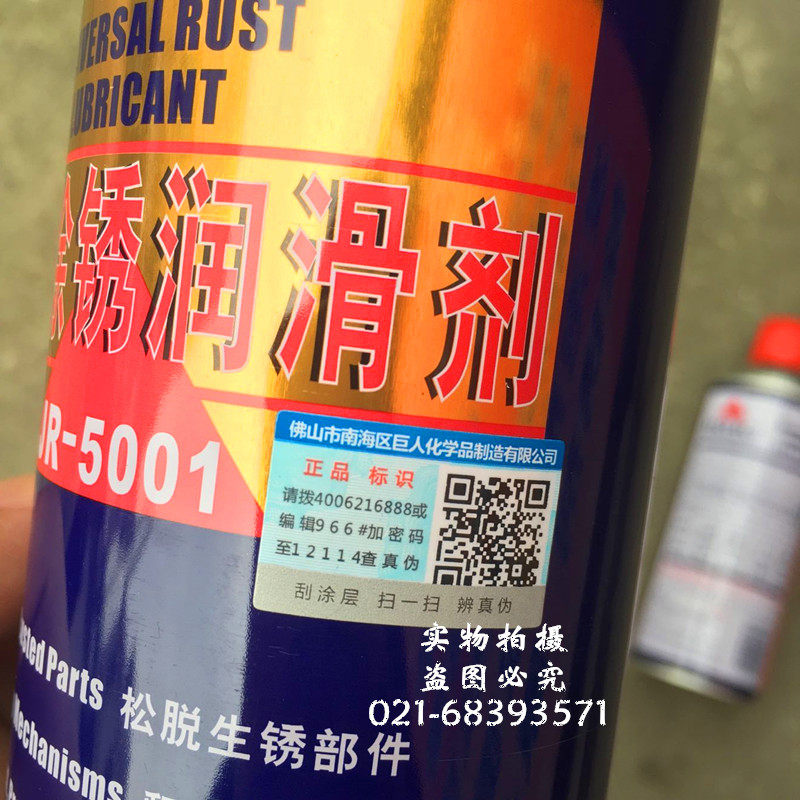 VERSAL RUST
UBRICANT
除锈润滑剂
JR-5001
佛山市南海区巨人化学品制造有限公司
正品 标识
请拨4006216888或
编辑966#加密码
至12114查真伪
刮涂层 扫一扫 辨真伪
实物拍摄
盗图必究
021-68393571
Parts 松脱生锈部件
Mechanisms